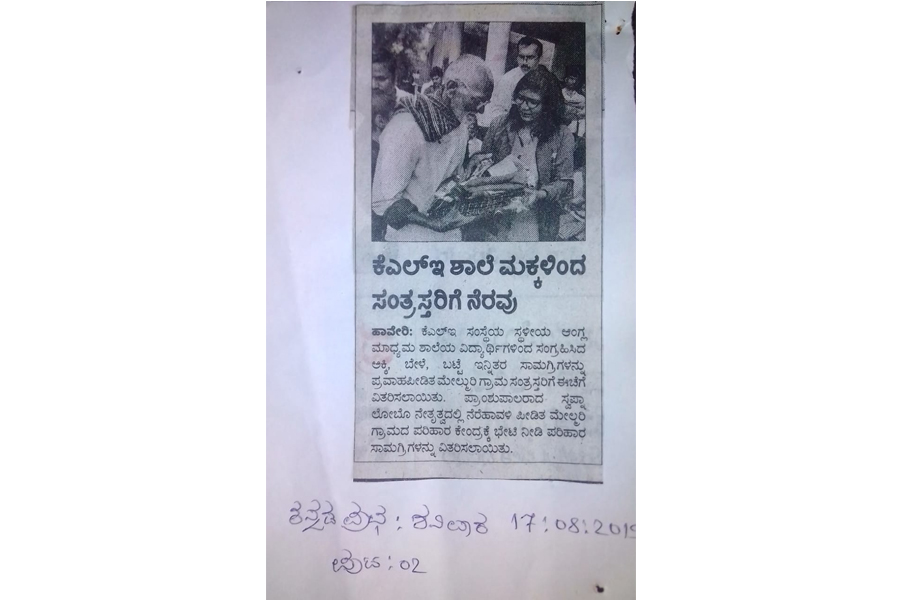 ಕೆಎಲ್ಇ ಶಾಲೆ ಮಕ್ಕಳಿಂದ
ಸಂತ್ರಸ್ತರಿಗೆ ನೆರವು
ಹಾವೇರಿ: ಕೆಎಲ್ಇ ಸಂಸ್ಥೆಯ ಸ್ಥಳೀಯ ಆಂಗ್ಲ
ಮಾಧ್ಯಮ ಶಾಲೆಯ ವಿದ್ಯಾರ್ಥಿಗಳಿಂದ ಸಂಗ್ರಹಿಸಿದ
ಅಕ್ಕಿ, ಬೇಳೆ, ಬಟ್ಟೆ ಇನ್ನಿತರ ಸಾಮಗ್ರಿಗಳನ್ನು
ಪ್ರವಾಹಪೀಡಿತ ಮೇಲ್ಮುರಿ ಗ್ರಾಮ ಸಂತ್ರಸ್ತರಿಗೆ ಈಚೆಗೆ
ವಿತರಿಸಲಾಯಿತು. ಪ್ರಾಂಶುಪಾಲರಾದ ಸ್ವಪ್ನಾ
ಲೋಬೊ ನೇತೃತ್ವದಲ್ಲಿ ನೆರೆಹಾವಳಿ ಪೀಡಿತ ಮೇಲ್ಮರಿ
ಗ್ರಾಮದ ಪರಿಹಾರ ಕೇಂದ್ರಕ್ಕೆ ಭೇಟಿ ನೀಡಿ ಪರಿಹಾರ
ಸಾಮಗ್ರಿಗಳನ್ನು ವಿತರಿಸಲಾಯಿತು.
ಕನ್ನಡ ಪ್ರಭ: ಶನಿವಾರ 17:08:2019
ಪುಟ: 02